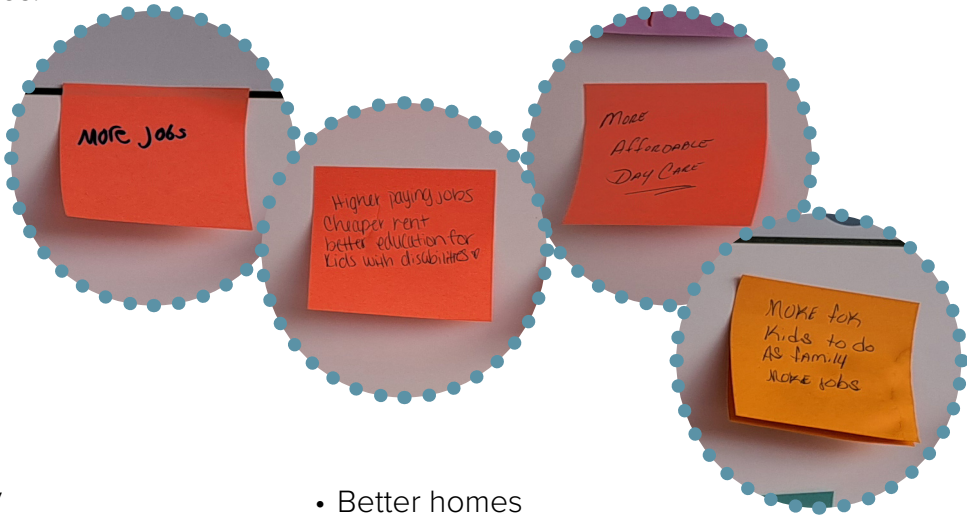 MORE JOBS
Higher paying jobs
Cheaper rent
better education for
kids with disabilities
MORE
AFFORDABLE
DAY CARE
MORE FOR
Kids to do
AS family
MORE jobs
• Better homes